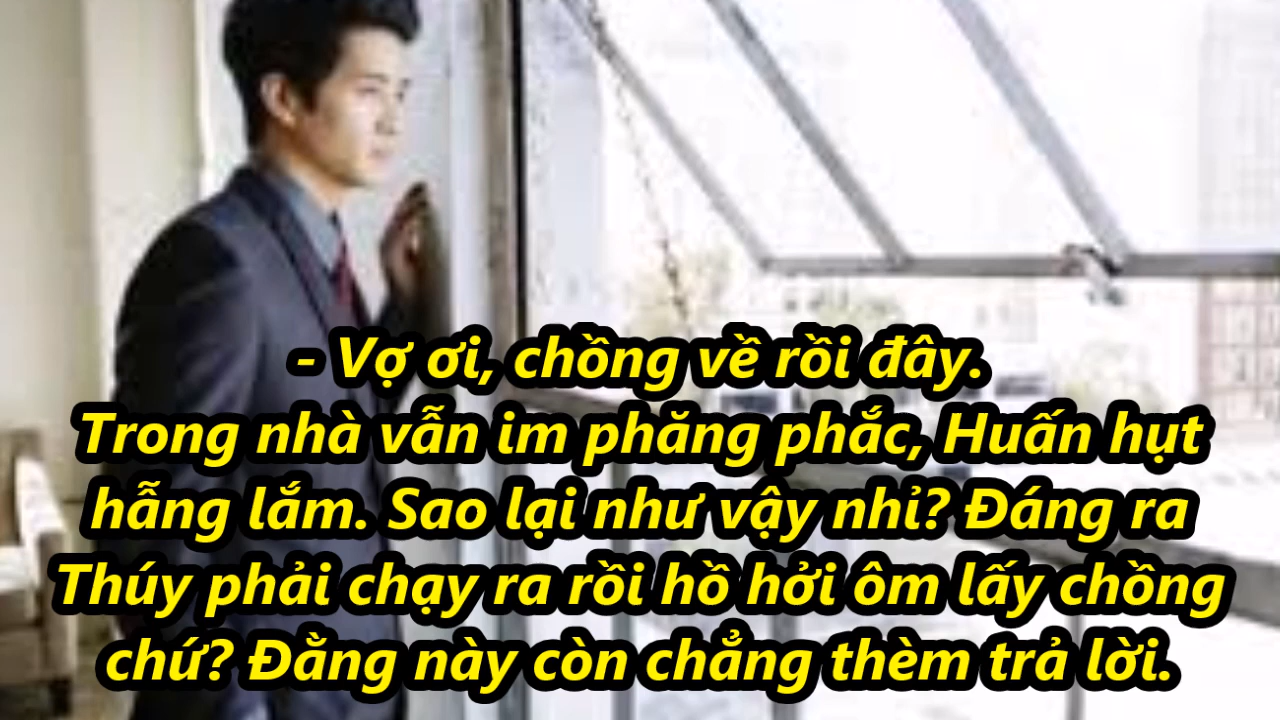 - Vợ ơi, chồng về rồi đây.
Trong nhà vẫn im phăng phắc, Huấn hụt
hẫng lắm. Sao lại như vậy nhỉ? Đáng ra
Thúy phải chạy ra rồi hồ hởi ôm lấy chồng
chứ? Đằng này còn chẳng thèm trả lời.